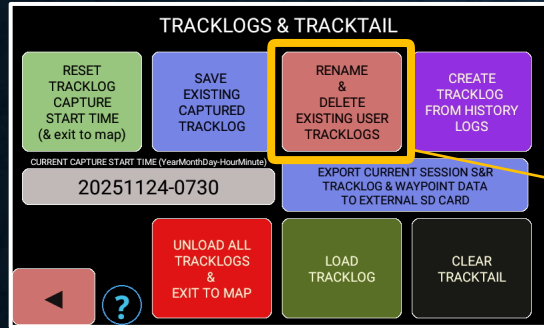 TRACKLOGS & TRACKTAIL
RESET
TRACKLOG
CAPTURE
START TIME
(& exit to map)
SAVE
EXISTING
CAPTURED
TRACKLOG
RENAME
&
DELETE
EXISTING USER
TRACKLOGS
CREATE
TRACKLOG
FROM HISTORY
LOGS
CURRENT CAPTURE START TIME (YearMonthDay-HourMinute)
20251124-0730
EXPORT CURRENT SESSION S&R
TRACKLOG & WAYPOINT DATA
TO EXTERNAL SD CARD
UNLOAD ALL
TRACKLOGS
&
EXIT TO MAP
LOAD
TRACKLOG
CLEAR
TRACKTAIL
?